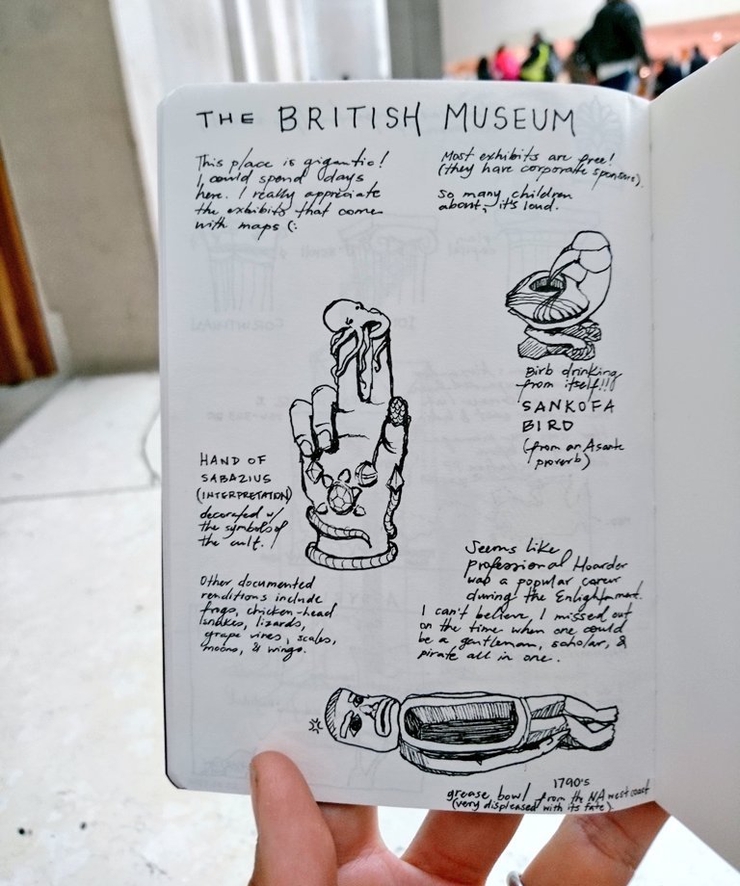 THE BRITISH MUSEUM
This place is gigantic!
I could spend days
here. I really appreciate
the exhibits that come
with maps (:
Most exhibits are free!
(they have corporate sponsors).
so many children
about, it's loud.
Birb drinking
from itself!!!
SANKOFA
BIRD
(from an Asante
proverb)
HAND OF
SABAZIUS
(INTERPRETATION)
decorated w/
the symbols of
the cult.
Other documented
renditions include
frogs, chicken-head
snakes, lizards,
grape vines, scales,
moons, & wings.
Seems like
professional Hoarder
was a popular career
during the Enlightenment.
I can't believe I missed out
on the time when one could
be a gentleman, scholar, &
pirate all in one.
1790's
grease bowl from the NA west coast
(very displeased with its fate).